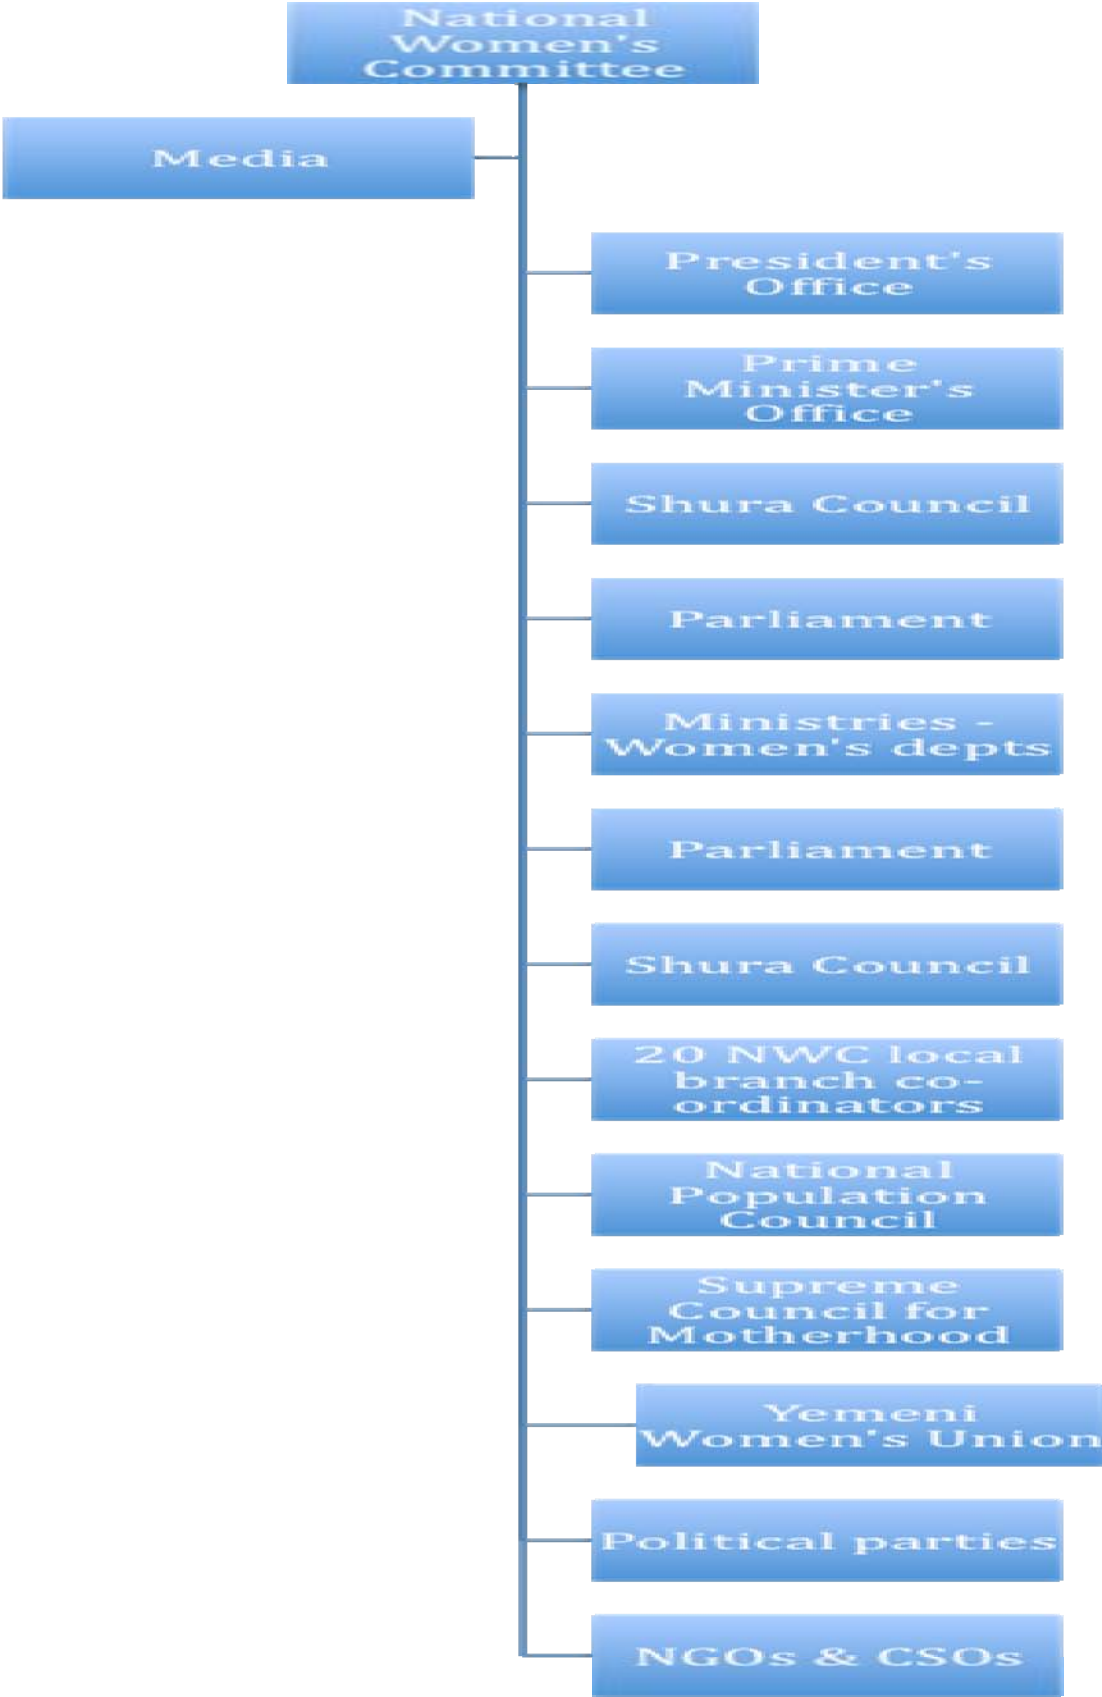 National
Women's
Committee
Media
President's
Office
Prime
Minister's
Office
Shura Council
Parliament
Ministries -
Women's depts
Parliament
Shura Council
20 NWC local
branch co-
ordinators
National
Population
Council
Supreme
Council for
Motherhood
Yemeni
Women's Union
Political parties
NGOs & CSOs